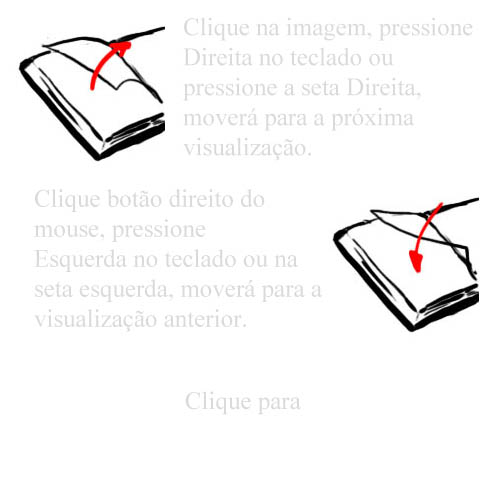 Clique na imagem, pressione
Direita no teclado ou
pressione a seta Direita,
moverá para a próxima
visualização.
Clique botão direito do
mouse, pressione
Esquerda no teclado ou na
seta esquerda, moverá para a
visualização anterior.
Clique para